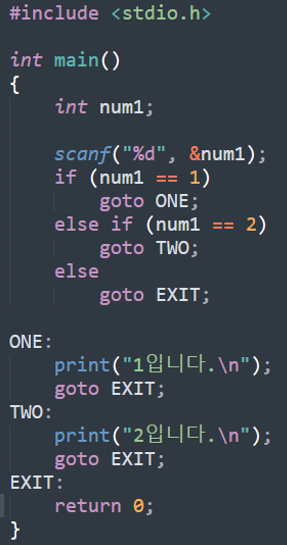 #include <stdio.h>
int main()
{
int num1;
scanf("%d", &num1);
if (num1 == 1)
goto ONE;
else if (num1 == 2)
goto TWO;
else
goto EXIT;
ONE:
print("1입니다.\n");
goto EXIT;
TWO:
print("2입니다.\n");
goto EXIT;
EXIT:
return 0;
}